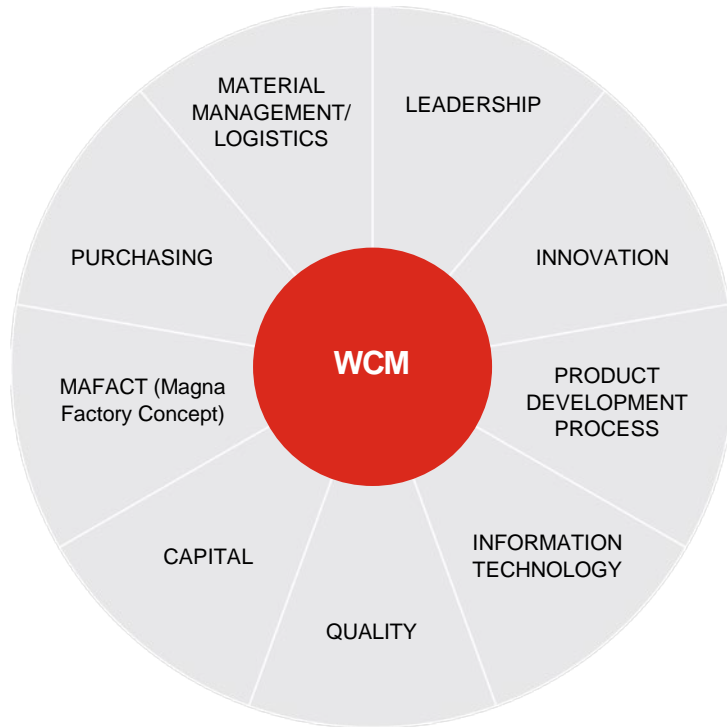 MATERIAL
MANAGEMENT/
LOGISTICS
LEADERSHIP
PURCHASING
INNOVATION
WCM
MAFACT (Magna
Factory Concept)
PRODUCT
DEVELOPMENT
PROCESS
CAPITAL
INFORMATION
TECHNOLOGY
QUALITY